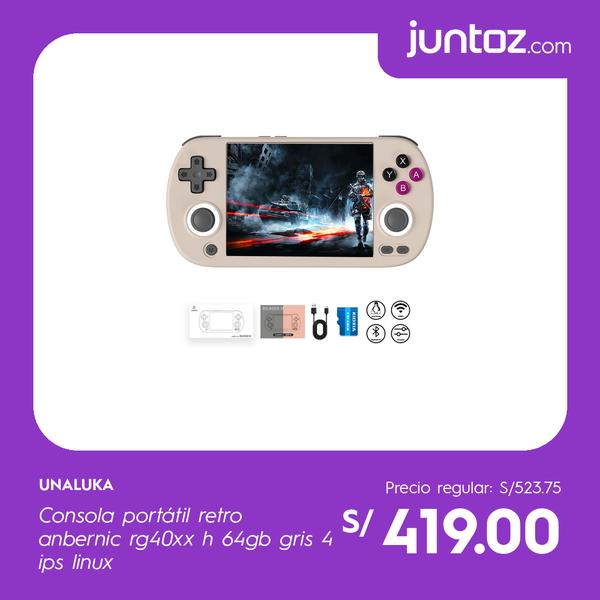 juntoz.com
X
Y A
B
M
KIOXIA
UNALUKA
Consola portátil retro
anbernic rg40xx h 64gb gris 4
ips linux
Precio regular: S/523.75
S/ 419.00